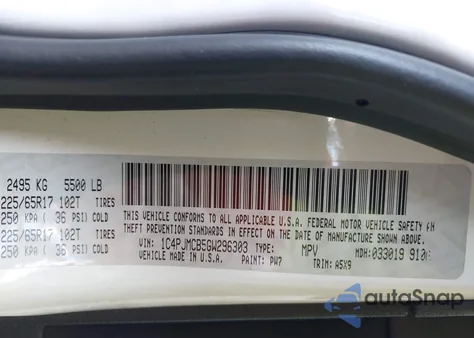 2495 KG 5500 LB
225/65R17 102T TIRES
250 KPA ( 36 PSI) COLD
225/65R17 102T TIRES
250 KPA ( 36 PSI) COLD
THIS VEHICLE CONFORMS TO ALL APPLICABLE U.S.A. FEDERAL MOTOR VEHICLE SAFETY
THEFT PREVENTION STANDARDS IN EFFECT ON THE DATE OF MANUFACTURE SHOWN ABOVE.
VIN: 1C4PJMCB5GW296303 TYPE: MPV MDH:033019
VEHICLE MADE IN U.S.A. PAINT: PW7 TRIM: A5X9
autoSnap